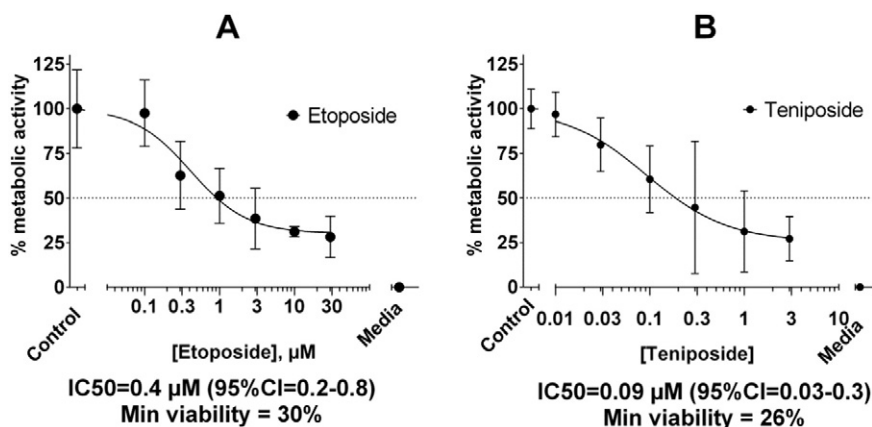 A
% metabolic activity
125
100
75
50
25
0
Etoposide
Control
0.1 0.3 1 3 10 30
Media
[Etoposide], µM
IC50=0.4 µM (95%CI=0.2-0.8)
Min viability = 30%
B
% metabolic activity
125
100
75
50
25
0
Teniposide
Control
0.01 0.03 0.1 0.3 1 3 10
Media
[Teniposide]
IC50=0.09 µM (95%CI=0.03-0.3)
Min viability = 26%